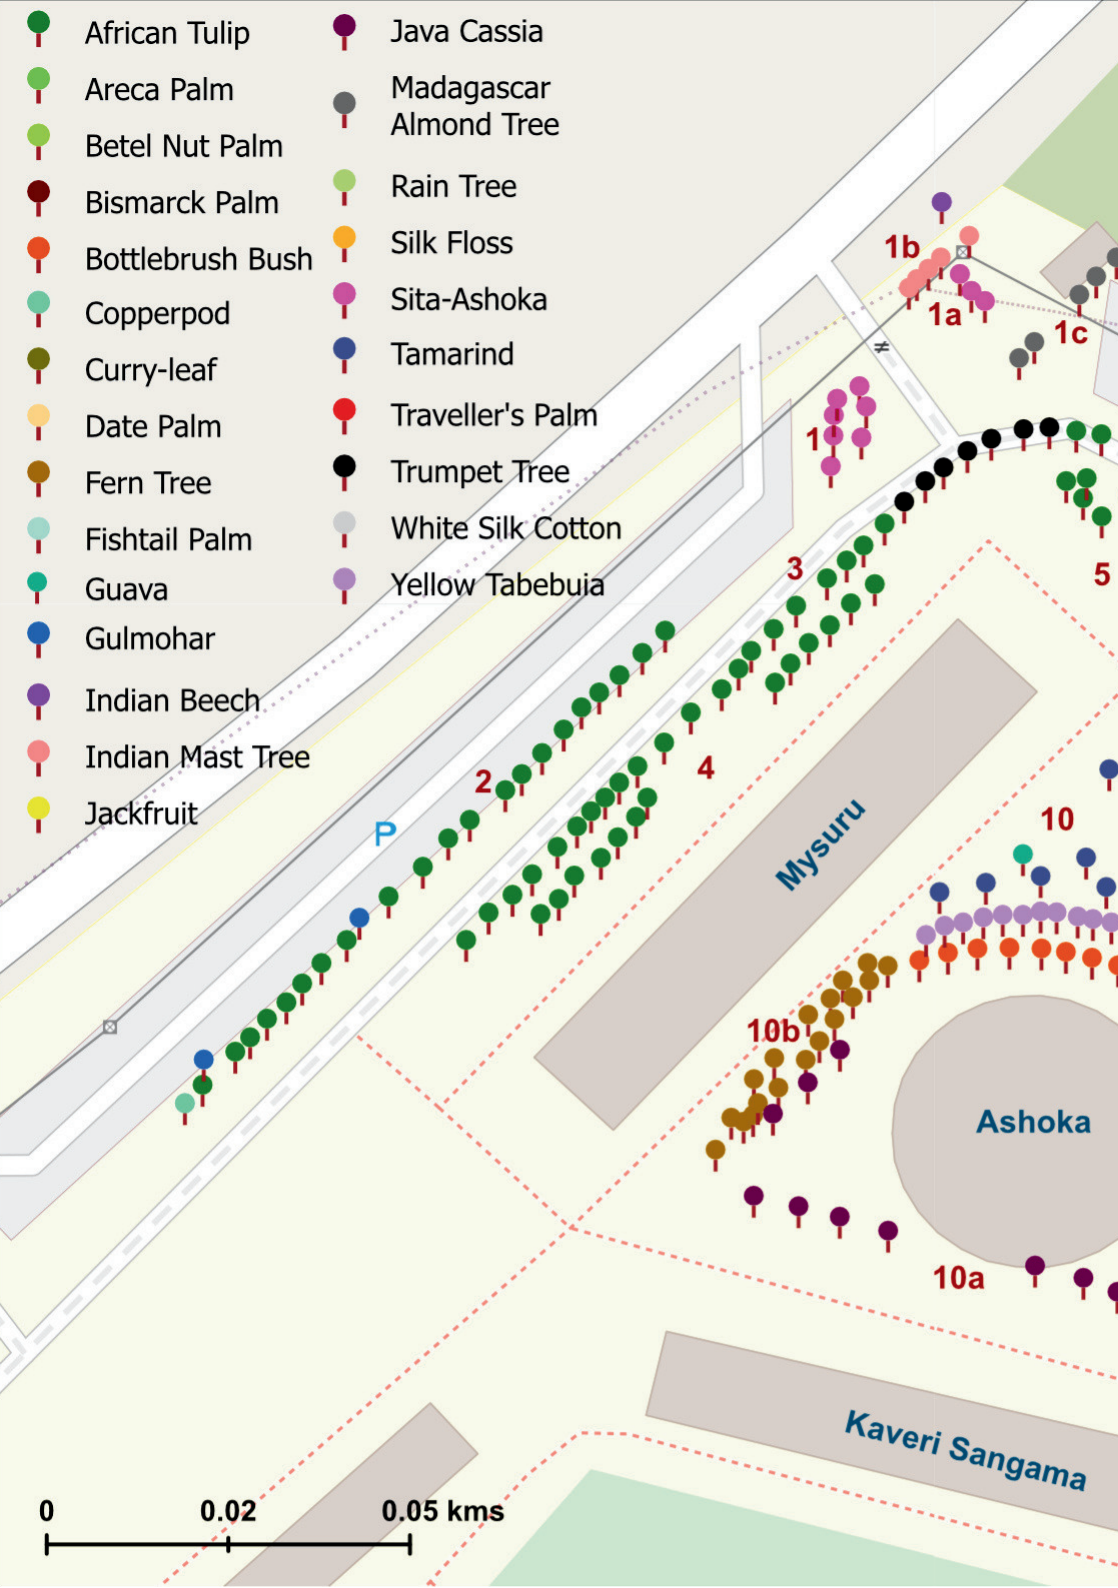 African Tulip
Areca Palm
Betel Nut Palm
Bismarck Palm
Bottlebrush Bush
Copperpod
Curry-leaf
Date Palm
Fern Tree
Fishtail Palm
Guava
Gulmohar
Indian Beech
Indian Mast Tree
Jackfruit
Java Cassia
Madagascar
Almond Tree
Rain Tree
Silk Floss
Sita-Ashoka
Tamarind
Traveller's Palm
Trumpet Tree
White Silk Cotton
Yellow Tabebuia
1b
1a
1c
1
3
5
2
4
P
Mysuru
10
10b
Ashoka
10a
Kaveri Sangama
0 0.02 0.05 kms